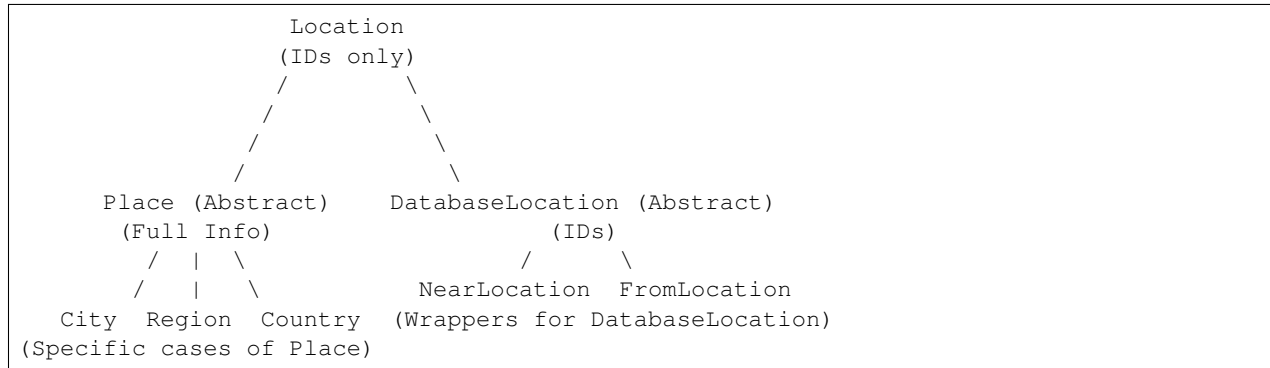 Location
(IDs only)
/ \
/ \
/ \
/ \
Place (Abstract) DatabaseLocation (Abstract)
(Full Info) (IDs)
/ | \ / \
/ | \ NearLocation FromLocation
City Region Country (Wrappers for DatabaseLocation)
(Specific cases of Place)